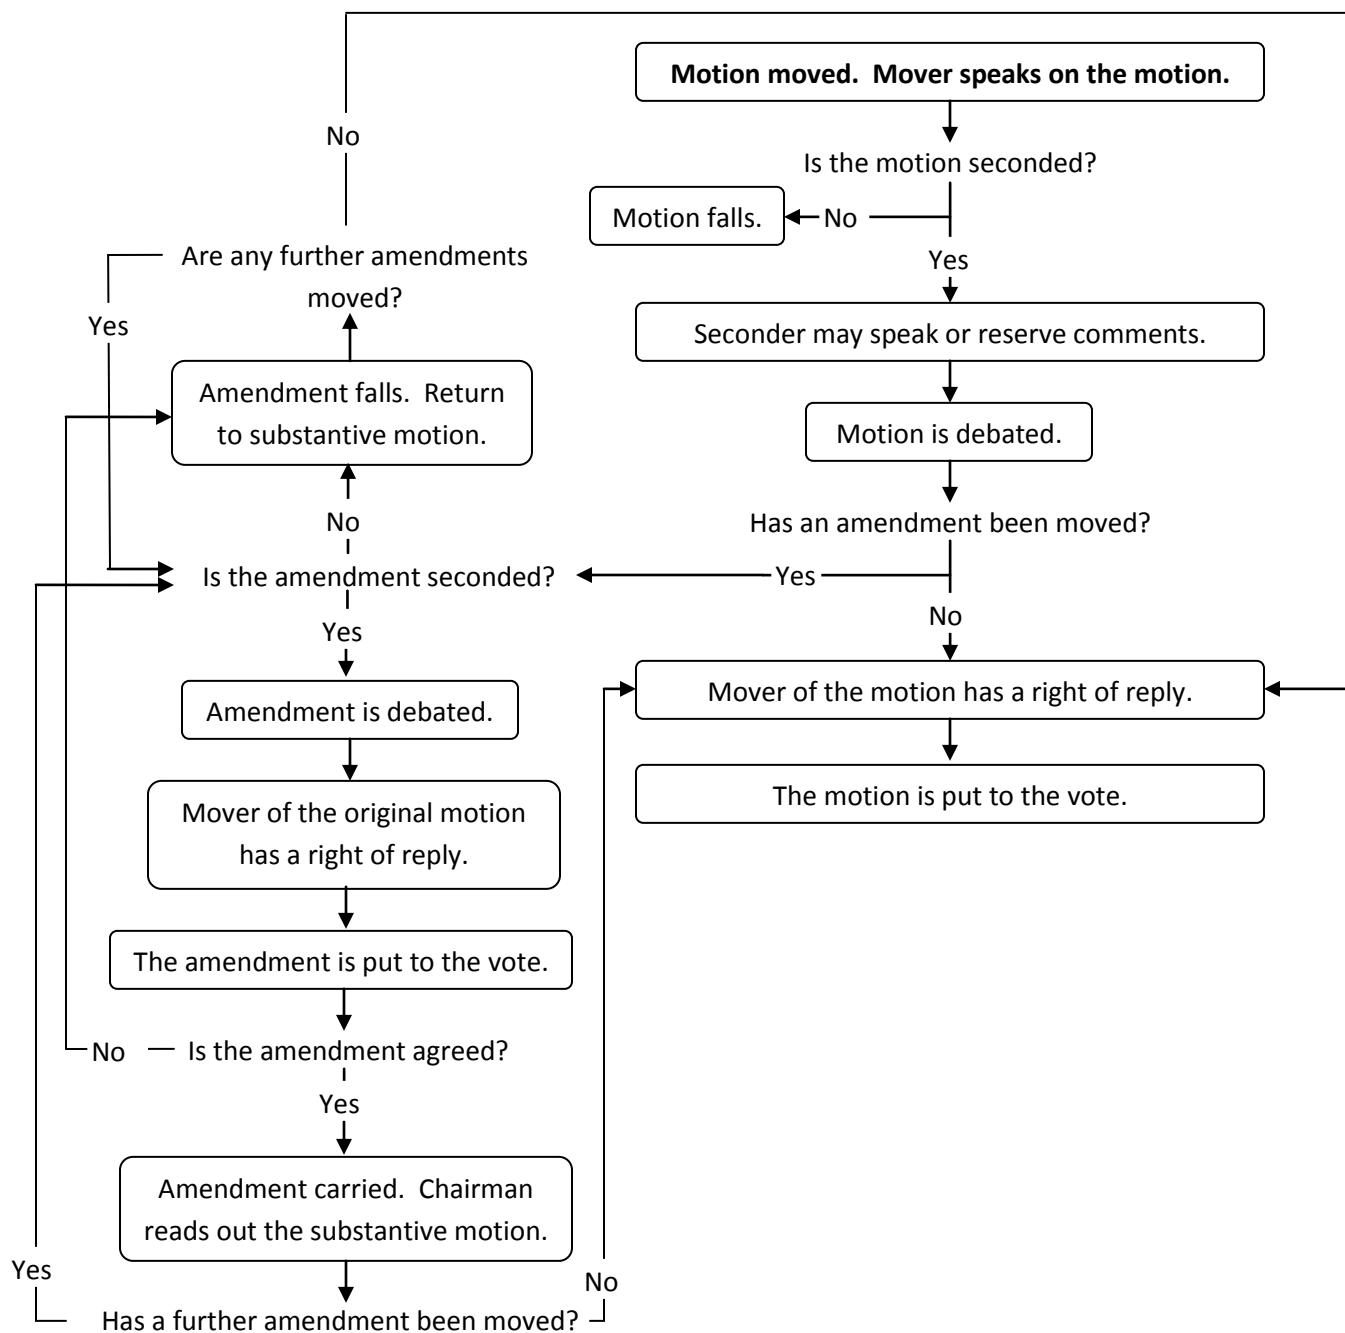 Motion moved.  Mover speaks on the motion.
Is the motion seconded?
No
Motion falls.
Yes
Seconder may speak or reserve comments.
Motion is debated.
Has an amendment been moved?
Yes
No
Mover of the motion has a right of reply.
The motion is put to the vote.
No
Are any further amendments
moved?
Yes
Amendment falls.  Return
to substantive motion.
No
Is the amendment seconded?
Yes
Amendment is debated.
Mover of the original motion
has a right of reply.
The amendment is put to the vote.
No
Is the amendment agreed?
Yes
Amendment carried.  Chairman
reads out the substantive motion.
Yes
No
Has a further amendment been moved?